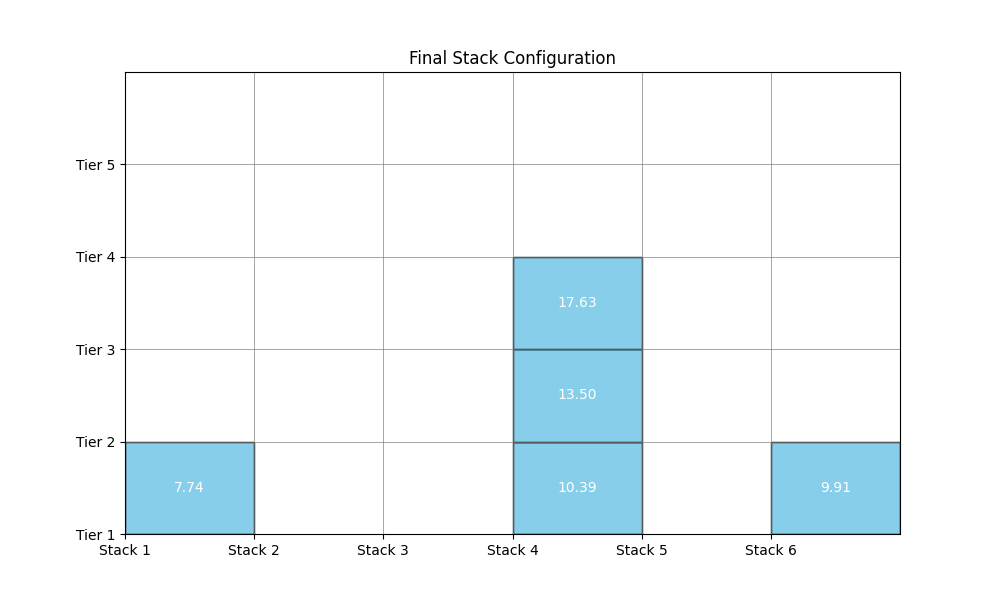 Final Stack Configuration
Tier 5
Tier 4
17.63
Tier 3
13.50
Tier 2
7.74 10.39 9.91
Tier 1
Stack 1 Stack 2 Stack 3 Stack 4 Stack 5 Stack 6